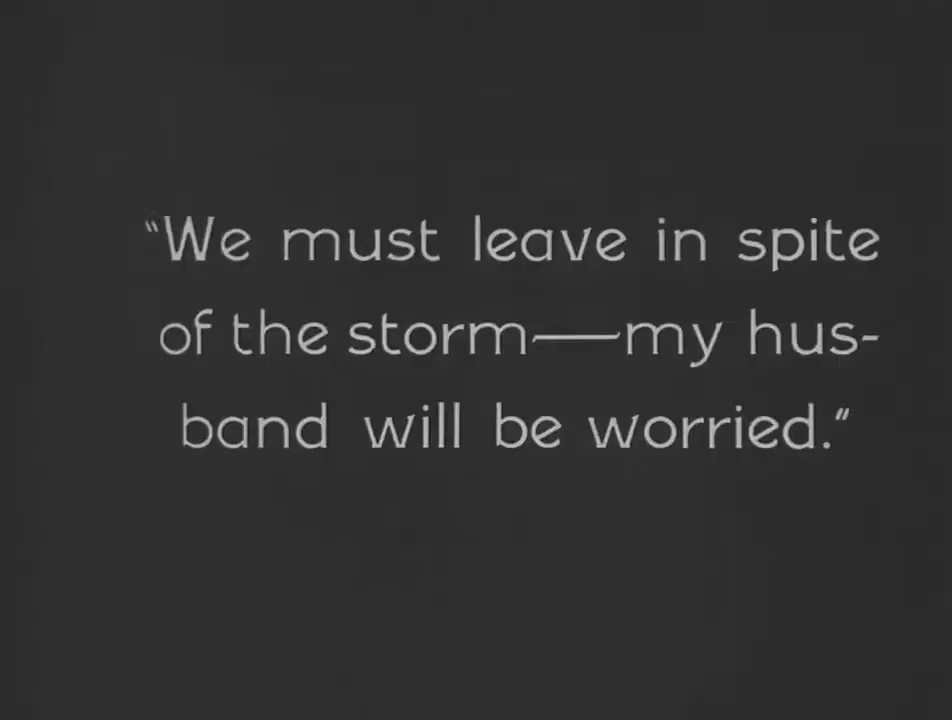 “We must leave in spite
of the storm—my hus-
band will be worried.”